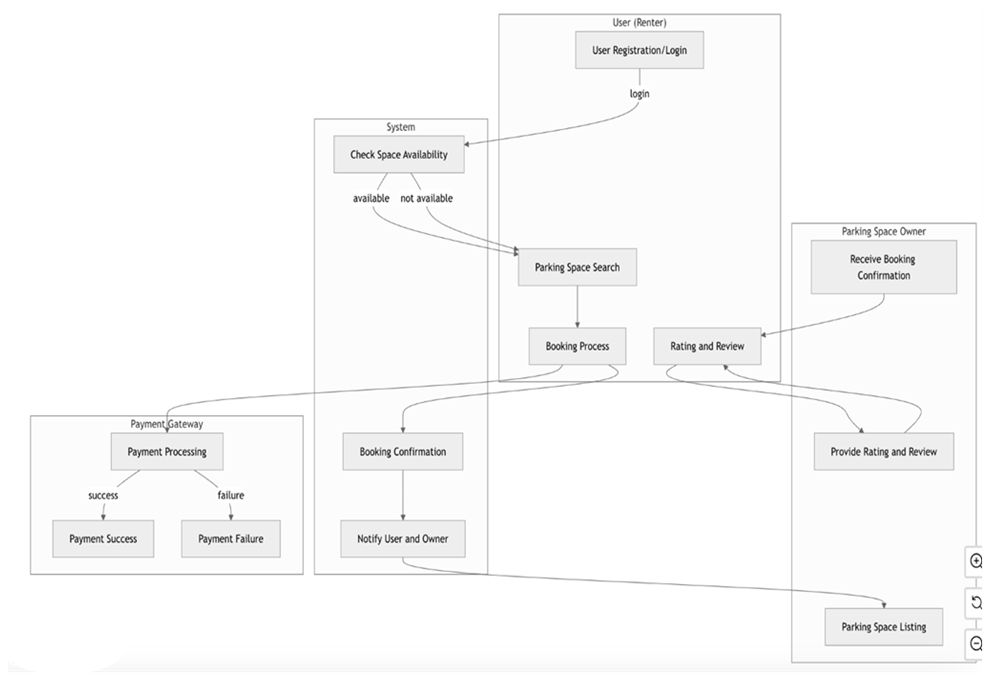 User (Renter)
User Registration/Login
login
System
Check Space Availability
available
not available
Parking Space Search
Parking Space Owner
Receive Booking
Confirmation
Booking Process
Rating and Review
Payment Gateway
Payment Processing
Booking Confirmation
Provide Rating and Review
success
failure
Payment Success
Payment Failure
Notify User and Owner
Parking Space Listing